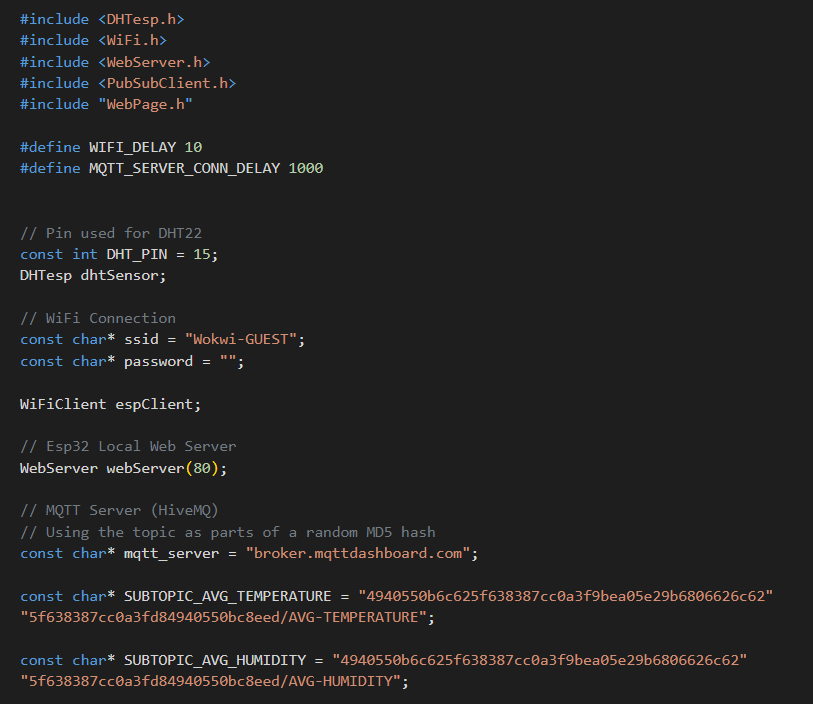 #include <DHTesp.h>
#include <WiFi.h>
#include <WebServer.h>
#include <PubSubClient.h>
#include "WebPage.h"
#define WIFI_DELAY 10
#define MQTT_SERVER_CONN_DELAY 1000
// Pin used for DHT22
const int DHT_PIN = 15;
DHTesp dhtSensor;
// WiFi Connection
const char* ssid = "Wokwi-GUEST";
const char* password = "";
WiFiClient espClient;
// Esp32 Local Web Server
WebServer webServer(80);
// MQTT Server (HiveMQ)
// Using the topic as parts of a random MD5 hash
const char* mqtt_server = "broker.mqttdashboard.com";
const char* SUBTOPIC_AVG_TEMPERATURE = "4940550b6c625f638387cc0a3f9bea05e29b6806626c62"
"5f638387cc0a3fd84940550bc8eed/AVG-TEMPERATURE";
const char* SUBTOPIC_AVG_HUMIDITY = "4940550b6c625f638387cc0a3f9bea05e29b6806626c62"
"5f638387cc0a3fd84940550bc8eed/AVG-HUMIDITY";